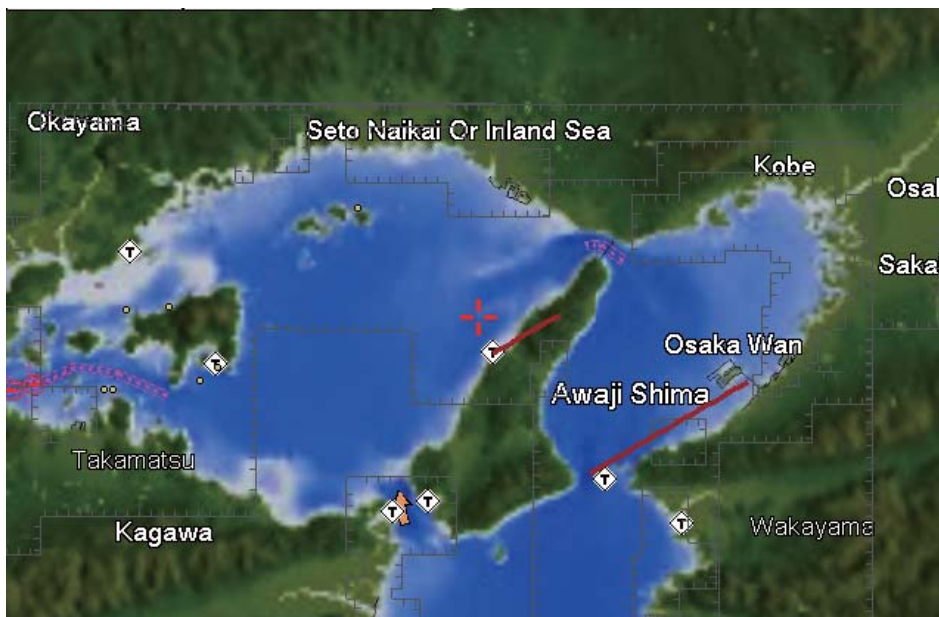 Okayama
Seto Naikai Or Inland Sea
Kobe
Osal
Saka
Osaka Wan
Awaji Shima
Takamatsu
Kagawa
Wakayama
T
T
T
T
T
T
T